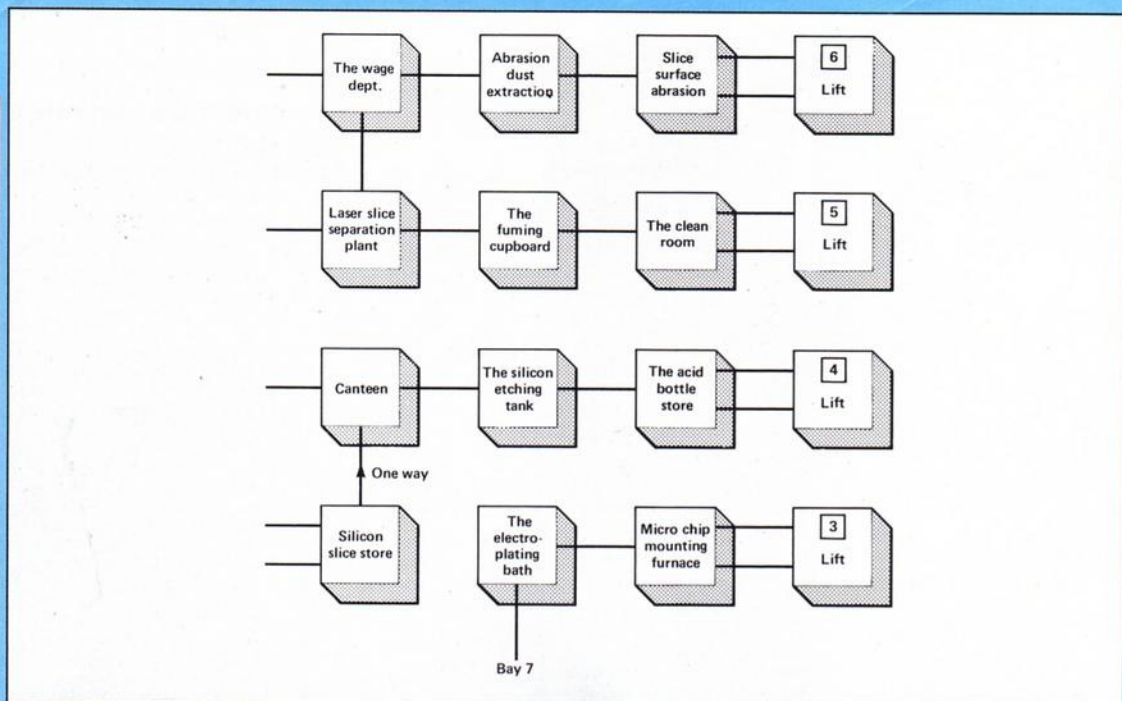 The wage
dept.
Abrasion
dust
extraction
Slice
surface
abrasion
6
Lift
Laser slice
separation
plant
The
fuming
cupboard
The clean
room
5
Lift
Canteen
The silicon
etching
tank
The acid
bottle
store
4
Lift
One way
Silicon
slice store
The
electro-
plating
bath
Micro chip
mounting
furnace
3
Lift
Bay 7